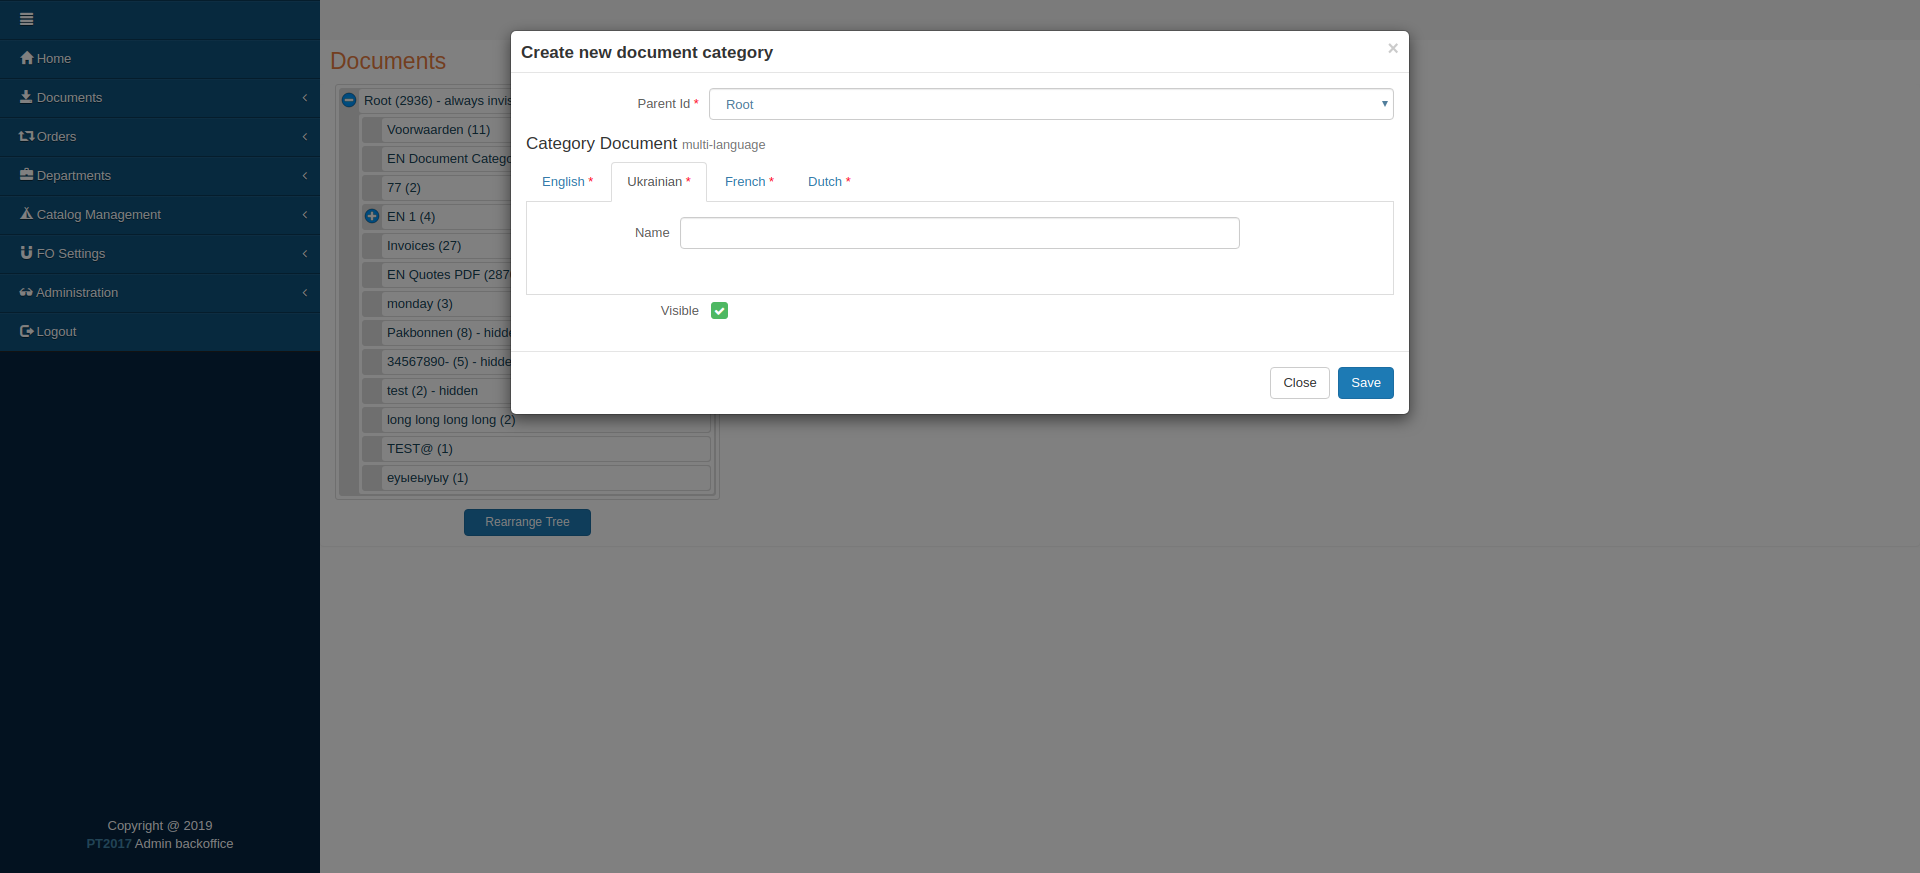 Home
Documents
Orders
Departments
Catalog Management
FO Settings
Administration
Logout
Copyright @ 2019
PT2017 Admin backoffice
Documents
Root (2936) - always invis
Voorwaarden (11)
EN Document Catego
77 (2)
EN 1 (4)
Invoices (27)
EN Quotes PDF (287
monday (3)
Pakbonnen (8) - hidde
34567890- (5) - hidde
test (2) - hidden
long long long long (2)
TEST@ (1)
еуыеыуыу (1)
Rearrange Tree
Create new document category
×
Parent Id *
Root
Category Document multi-language
English * Ukrainian * French * Dutch *
Name
Visible
Close Save